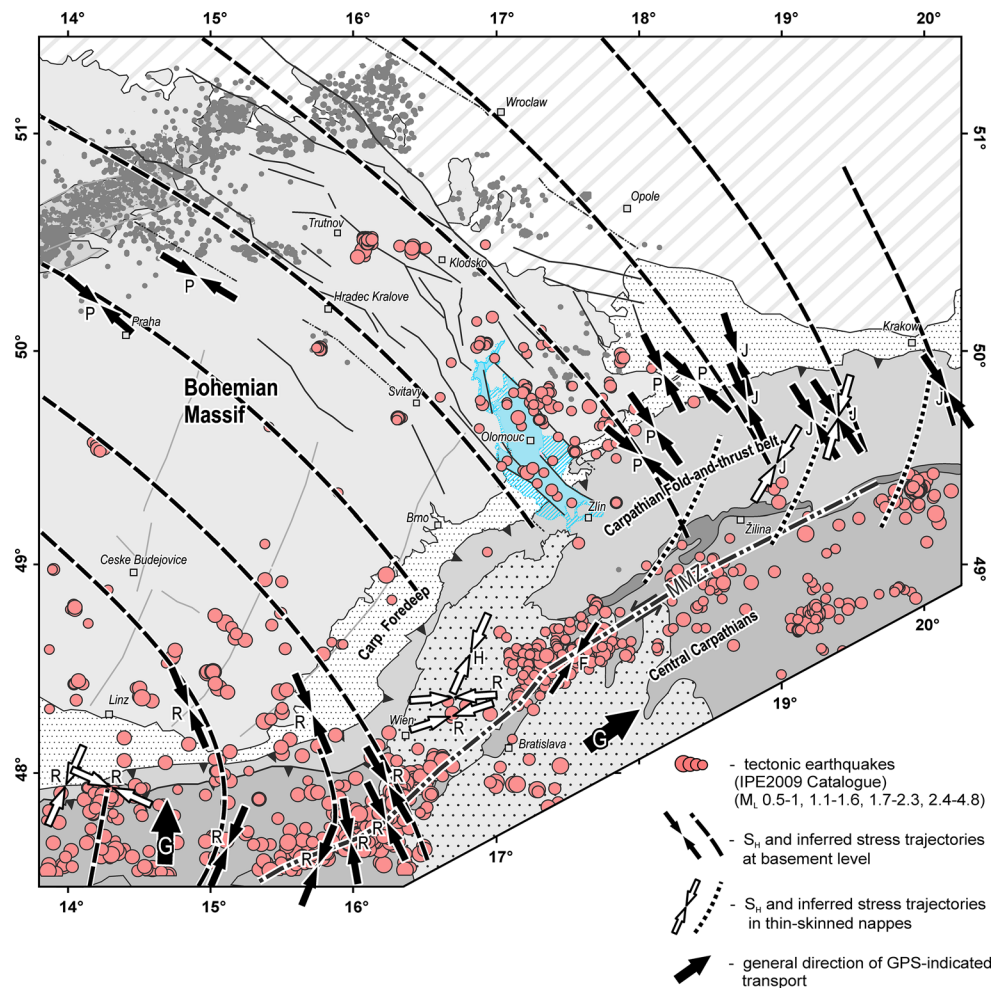 14° 15° 16° 17° 18° 19° 20°
Wroclaw
51° 51°
Opole
Trutnov
Klodsko
P
Hradec Kralove
P
Praha
Krakow
50° 50°
J
P P
Bohemian
Massif
Svitavy
J J
J J
P
Olomouc
P
J
Carpathian Fold-and-thrust belt
Zlin
Brno
Žilina
49° 49°
Ceske Budejovice
MMZ
Carp. Foredeep
Central Carpathians
20°
H
F
R
Linz
19°
R R
Wien
R
G
Bratislava
48°
R R R
R
G
R
R
R
17°
14° 15° 16°
- tectonic earthquakes
(IPE2009 Catalogue)
(ML 0.5-1, 1.1-1.6, 1.7-2.3, 2.4-4.8)
- SH and inferred stress trajectories
at basement level
- SH and inferred stress trajectories
in thin-skinned nappes
- general direction of GPS-indicated
transport